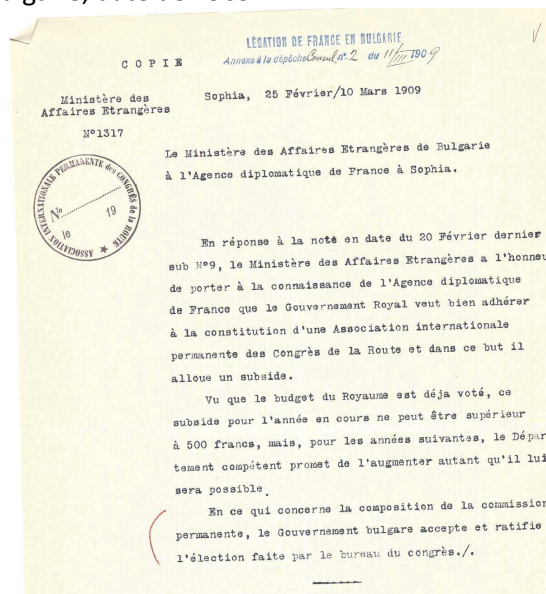 LÉGATION DE FRANCE EN BULGARIE
Annexe à la dépêche Consul. n° 2 du 11/III 1909
COPIE
Ministère des
Affaires Etrangères
N°1317
Sophia, 25 Février/10 Mars 1909
ASSOCIATION INTERNATIONALE PERMANENTE des CONGRÈS de la ROUTE
N°
le 19
Le Ministère des Affaires Etrangères de Bulgarie
à l'Agence diplomatique de France à Sophia.
En réponse à la note en date du 20 Février dernier
sub N°9, le Ministère des Affaires Etrangères a l'honneu
de porter à la connaissance de l'Agence diplomatique
de France que le Gouvernement Royal veut bien adhérer
à la constitution d'une Association internationale
permanente des Congrès de la Route et dans ce but il
alloue un subside.
Vu que le budget du Royaume est déja voté, ce
subside pour l'année en cours ne peut être supérieur
à 500 francs, mais, pour les années suivantes, le Dépar
tement compétent promet de l'augmenter autant qu'il lui
sera possible.
En ce qui concerne la composition de la commission
permanente, le Gouvernement bulgare accepte et ratifie
l'élection faite par le bureau du congrès./.